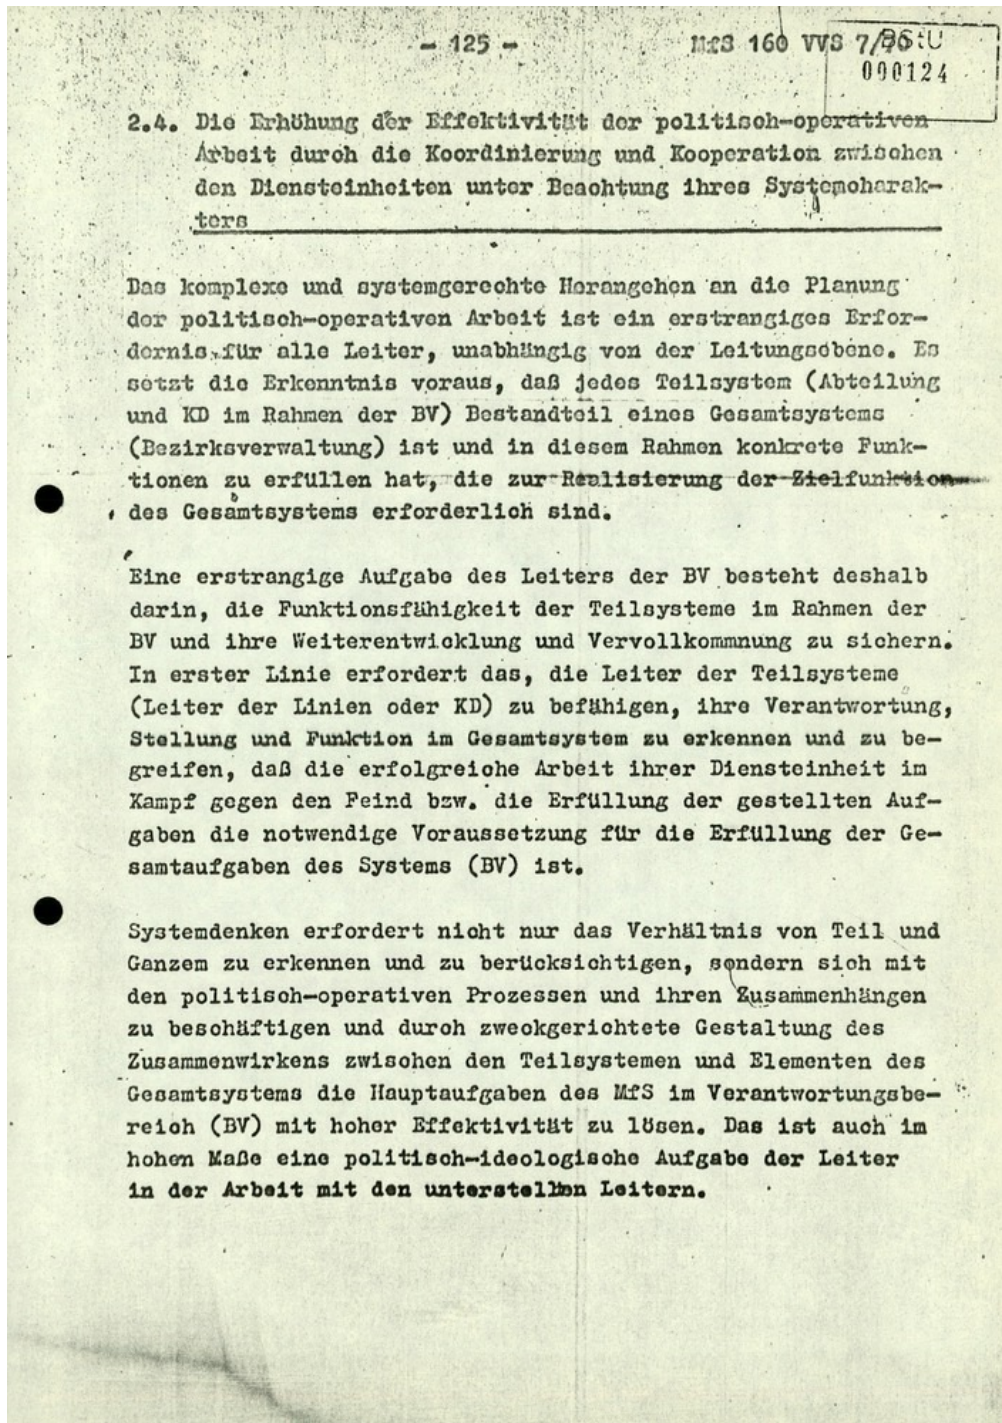 - 125 -
MfS 160 VVS 7/76
BStU
000124
2.4. Die Erhöhung der Effektivität der politisch-operativen
Arbeit durch die Koordinierung und Kooperation zwischen
den Diensteinheiten unter Beachtung ihres Systemcharak-
ters
Das komplexe und systemgerechte Herangehen an die Planung
der politisch-operativen Arbeit ist ein erstrangiges Erfor-
dernis für alle Leiter, unabhängig von der Leitungsebene. Es
setzt die Erkenntnis voraus, daß jedes Teilsystem (Abteilung
und KD im Rahmen der BV) Bestandteil eines Gesamtsystems
(Bezirksverwaltung) ist und in diesem Rahmen konkrete Funk-
tionen zu erfüllen hat, die zur Realisierung der Zielfunktion
des Gesamtsystems erforderlich sind.
Eine erstrangige Aufgabe des Leiters der BV besteht deshalb
darin, die Funktionsfähigkeit der Teilsysteme im Rahmen der
BV und ihre Weiterentwicklung und Vervollkommnung zu sichern.
In erster Linie erfordert das, die Leiter der Teilsysteme
(Leiter der Linien oder KD) zu befähigen, ihre Verantwortung,
Stellung und Funktion im Gesamtsystem zu erkennen und zu be-
greifen, daß die erfolgreiche Arbeit ihrer Diensteinheit im
Kampf gegen den Feind bzw. die Erfüllung der gestellten Auf-
gaben die notwendige Voraussetzung für die Erfüllung der Ge-
samtaufgaben des Systems (BV) ist.
Systemdenken erfordert nicht nur das Verhältnis von Teil und
Ganzem zu erkennen und zu berücksichtigen, sondern sich mit
den politisch-operativen Prozessen und ihren Zusammenhängen
zu beschäftigen und durch zweckgerichtete Gestaltung des
Zusammenwirkens zwischen den Teilsystemen und Elementen des
Gesamtsystems die Hauptaufgaben des MfS im Verantwortungsbe-
reich (BV) mit hoher Effektivität zu lösen. Das ist auch im
hohen Maße eine politisch-ideologische Aufgabe der Leiter
in der Arbeit mit den unterstellten Leitern.